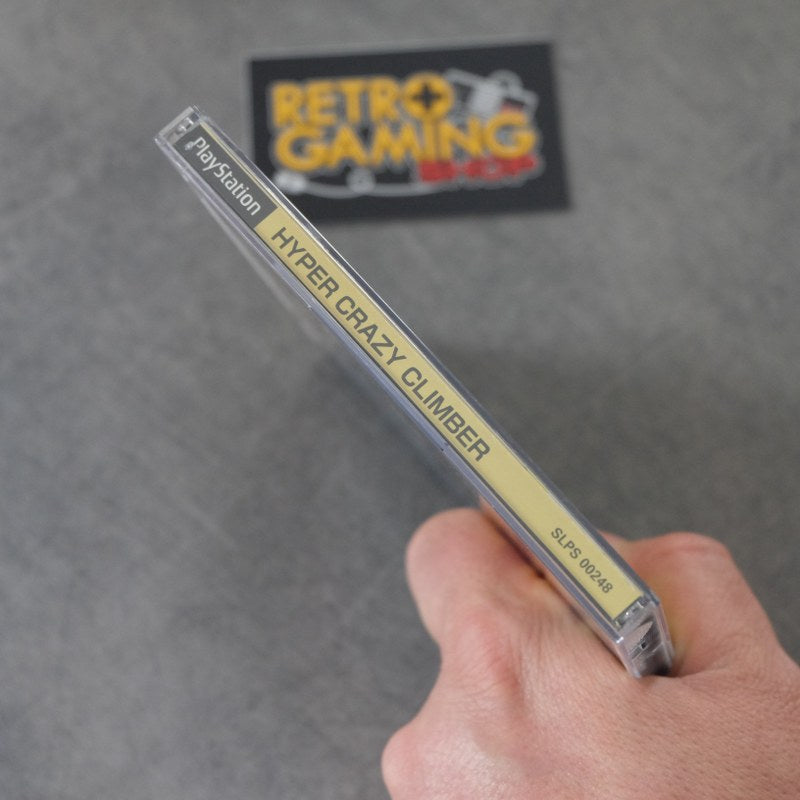 RETRO
GAMING
SHOP
PlayStation
HYPER CRAZY CLIMBER
SLPS 00248